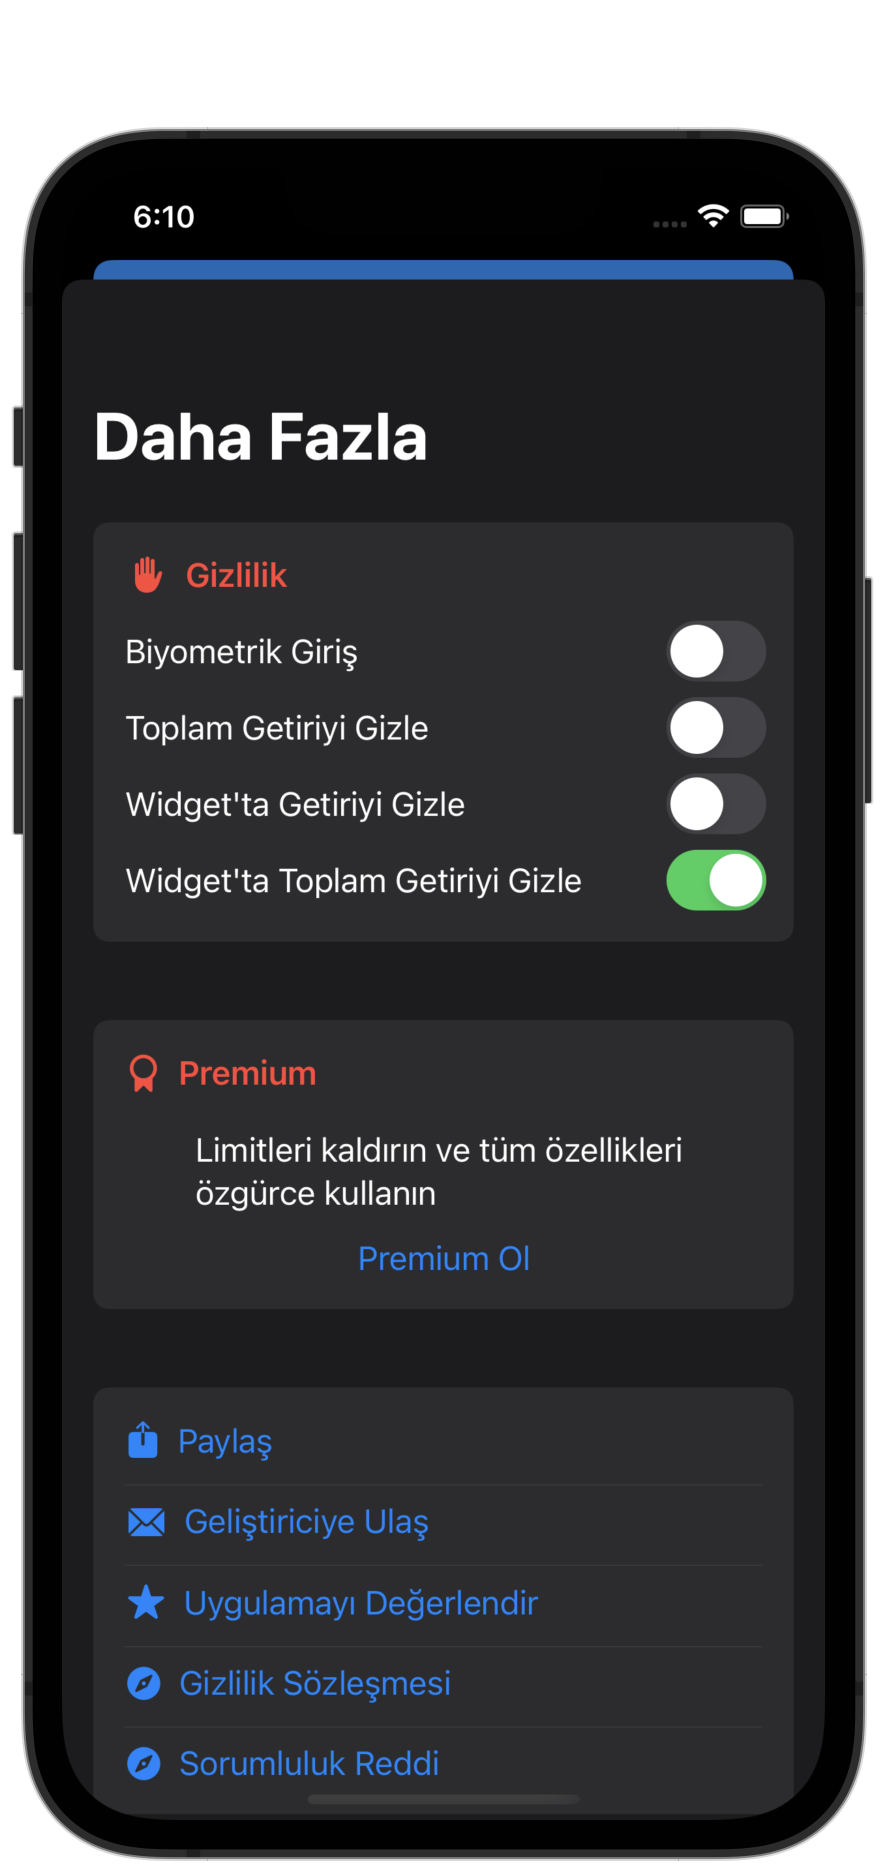 6:10
Daha Fazla
Gizlilik
Biyometrik Giriş
Toplam Getiriyi Gizle
Widget'ta Getiriyi Gizle
Widget'ta Toplam Getiriyi Gizle
Premium
Limitleri kaldırın ve tüm özellikleri
özgürce kullanın
Premium Ol
Paylaş
Geliştiriciye Ulaş
Uygulamayı Değerlendir
Gizlilik Sözleşmesi
Sorumluluk Reddi